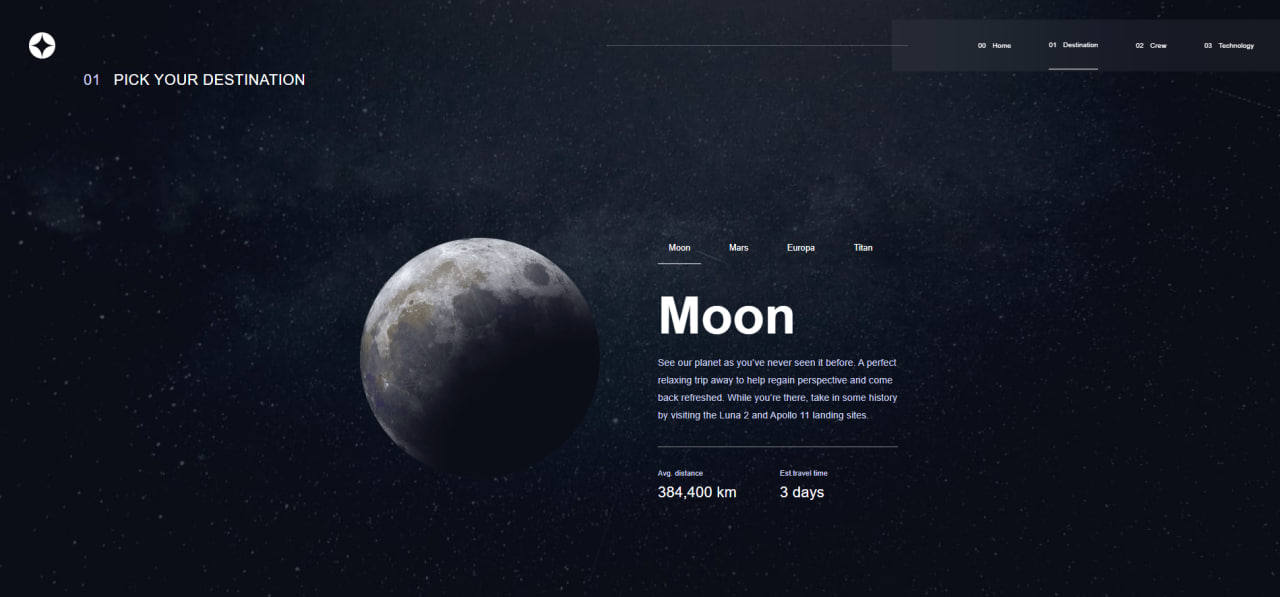 00 Home
01 Destination
02 Crew
03 Technology
01 PICK YOUR DESTINATION
Moon Mars Europa Titan
Moon
See our planet as you’ve never seen it before. A perfect
relaxing trip away to help regain perspective and come
back refreshed. While you’re there, take in some history
by visiting the Luna 2 and Apollo 11 landing sites.
Avg. distance
384,400 km
Est.travel time
3 days